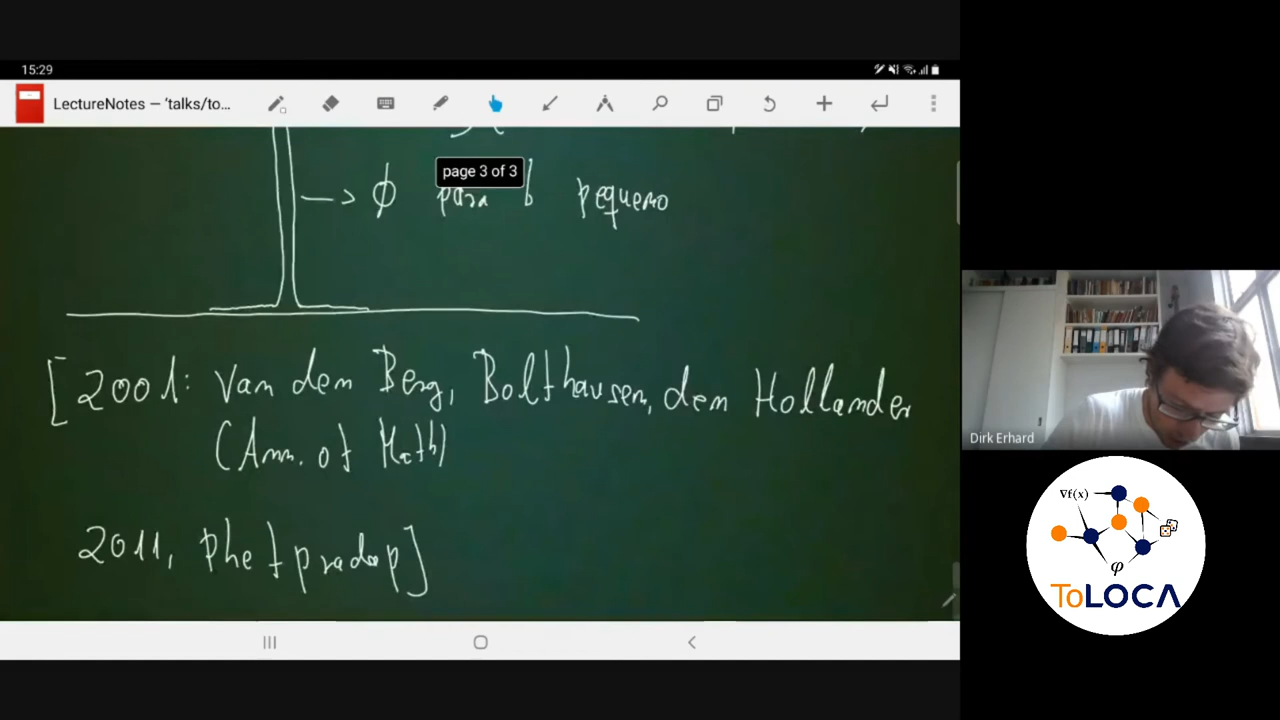 15:29
LectureNotes — 'talks/to...
page 3 of 3
—> ϕ para b pequeno
[2001: Van den Berg, Bolthausen, den Hollander
(Ann. of Math)
2011, Phetpradap]
Dirk Erhard
∇f(x)
φ
ToLOCA